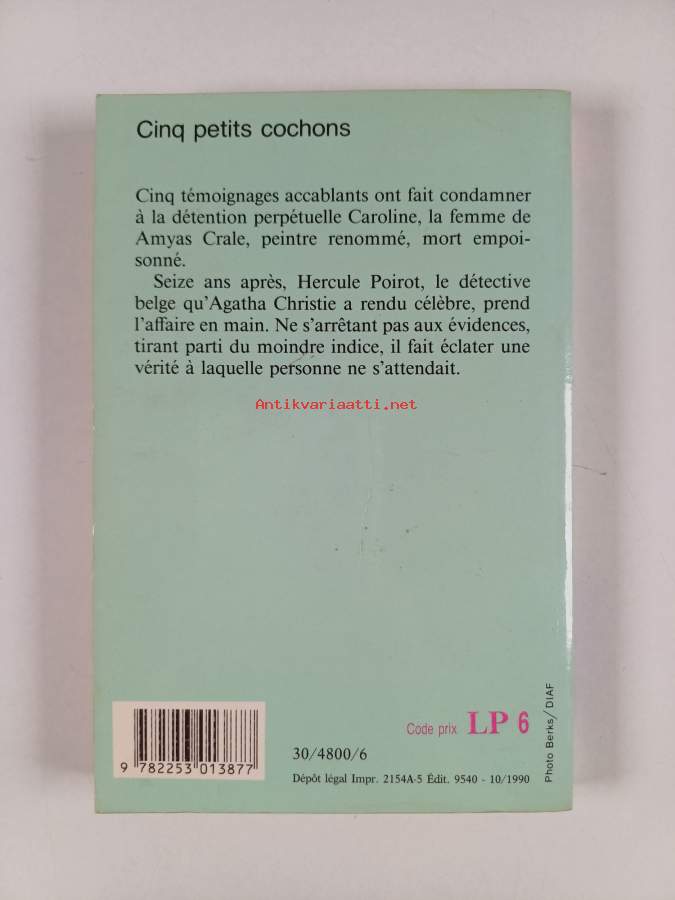 Cinq petits cochons
Cinq témoignages accablants ont fait condamner
à la détention perpétuelle Caroline, la femme de
Amyas Crale, peintre renommé, mort empoi-
sonné.
Seize ans après, Hercule Poirot, le détective
belge qu'Agatha Christie a rendu célèbre, prend
l'affaire en main. Ne s'arrêtant pas aux évidences,
tirant parti du moindre indice, il fait éclater une
vérité à laquelle personne ne s'attendait.
Antikvariaatti.net
Photo Berks/DIAF
Code prix LP 6
30/4800/6
9 782253 013877
Dépôt légal Impr. 2154A-5 Édit. 9540 - 10/1990